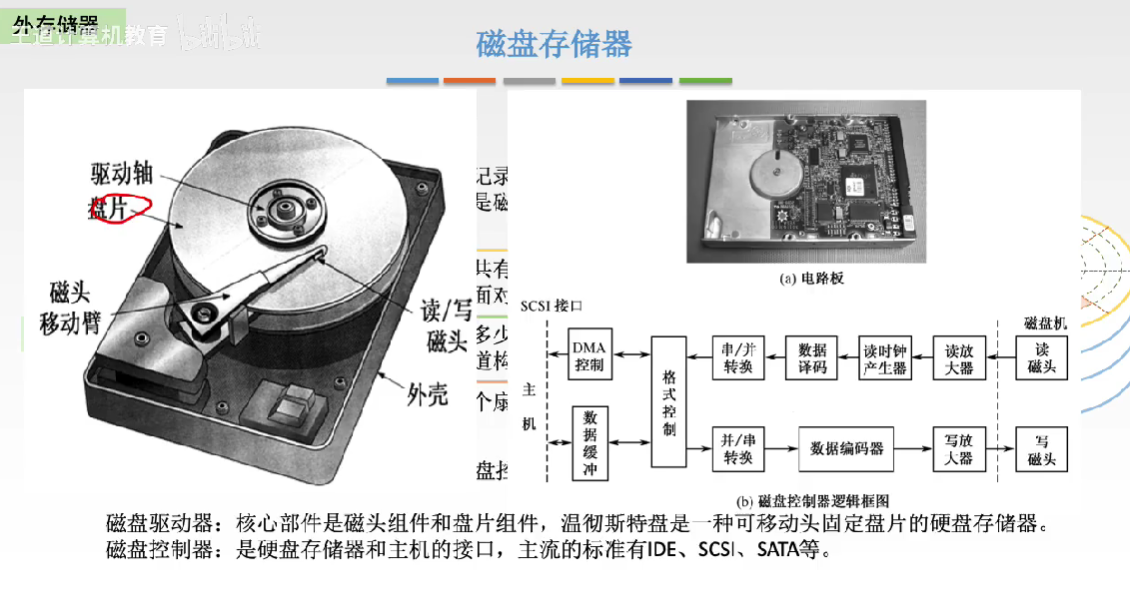 外存储器
王道计算机教育 bilibili
磁盘存储器
驱动轴
盘片
磁头
移动臂
读/写
磁头
外壳
记录
是磁
共有
面对
多少
道构
个扇
盘控
(a) 电路板
SCSI 接口
磁盘机
主
机
DMA
控制
数
据
缓
冲
格
式
控
制
串/并
转换
数据
译码
读时钟
产生器
读放
大器
读
磁头
并/串
转换
数据编码器
写放
大器
写
磁头
(b) 磁盘控制器逻辑框图
磁盘驱动器：核心部件是磁头组件和盘片组件，温彻斯特盘是一种可移动头固定盘片的硬盘存储器。
磁盘控制器：是硬盘存储器和主机的接口，主流的标准有IDE、SCSI、SATA等。